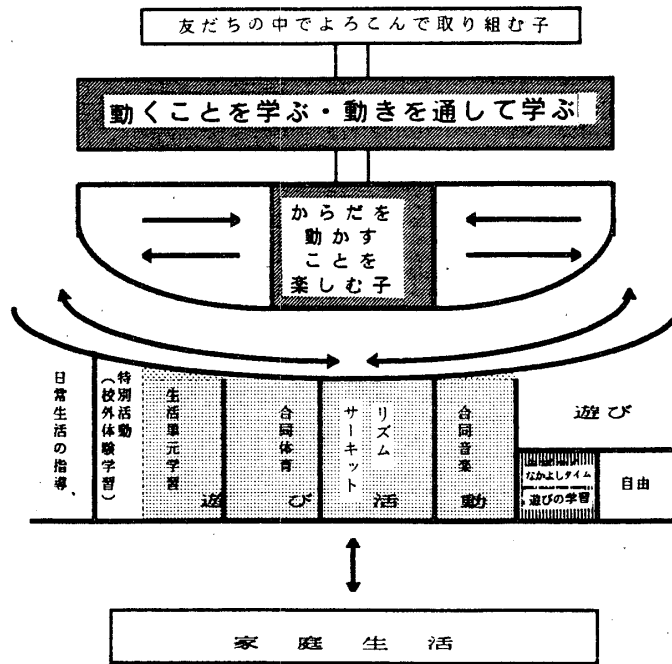 友だちの中でよろこんで取り組む子
動くことを学ぶ・動きを通して学ぶ
からだを
動かす
ことを
楽しむ子
日常生活の指導
特別活動
(校外体験学習)
生活単元学習
合同体育
リズム
サーキット
合同音楽
遊び
なかよしタイム
遊びの学習
自由
遊び活動
家庭生活